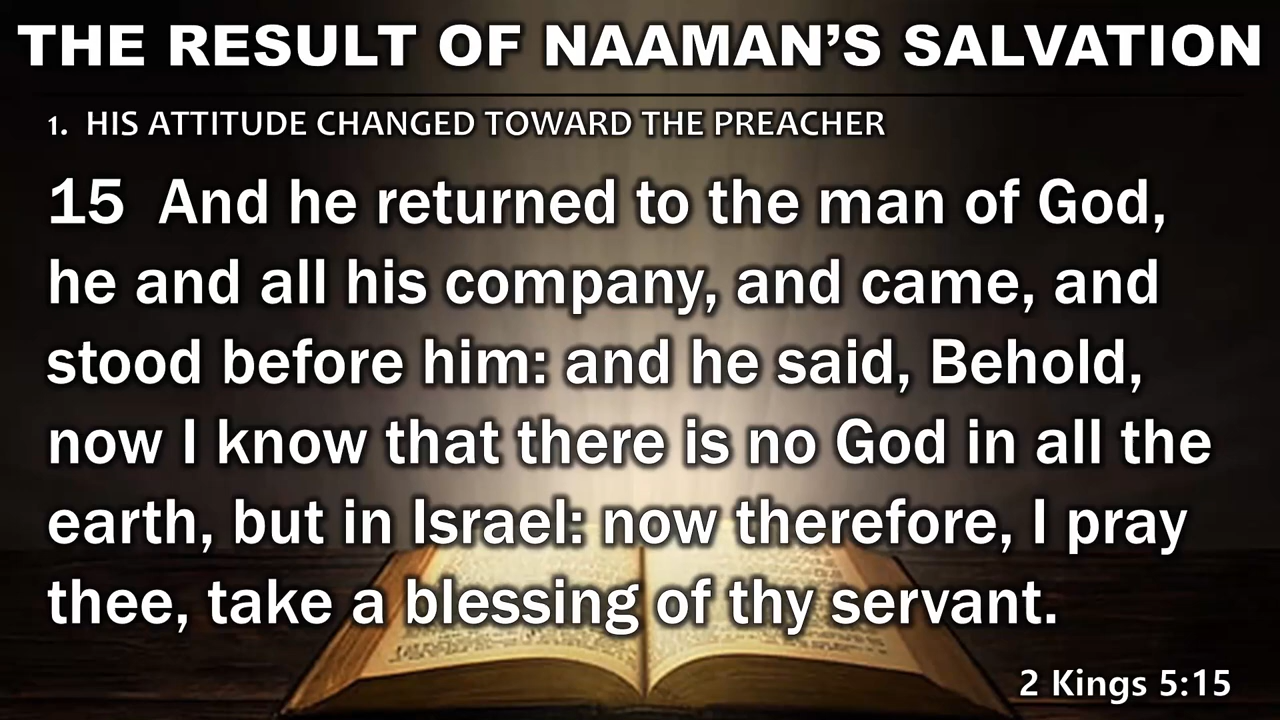 THE RESULT OF NAAMAN’S SALVATION
1. HIS ATTITUDE CHANGED TOWARD THE PREACHER
15 And he returned to the man of God,
he and all his company, and came, and
stood before him: and he said, Behold,
now I know that there is no God in all the
earth, but in Israel: now therefore, I pray
thee, take a blessing of thy servant.
2 Kings 5:15